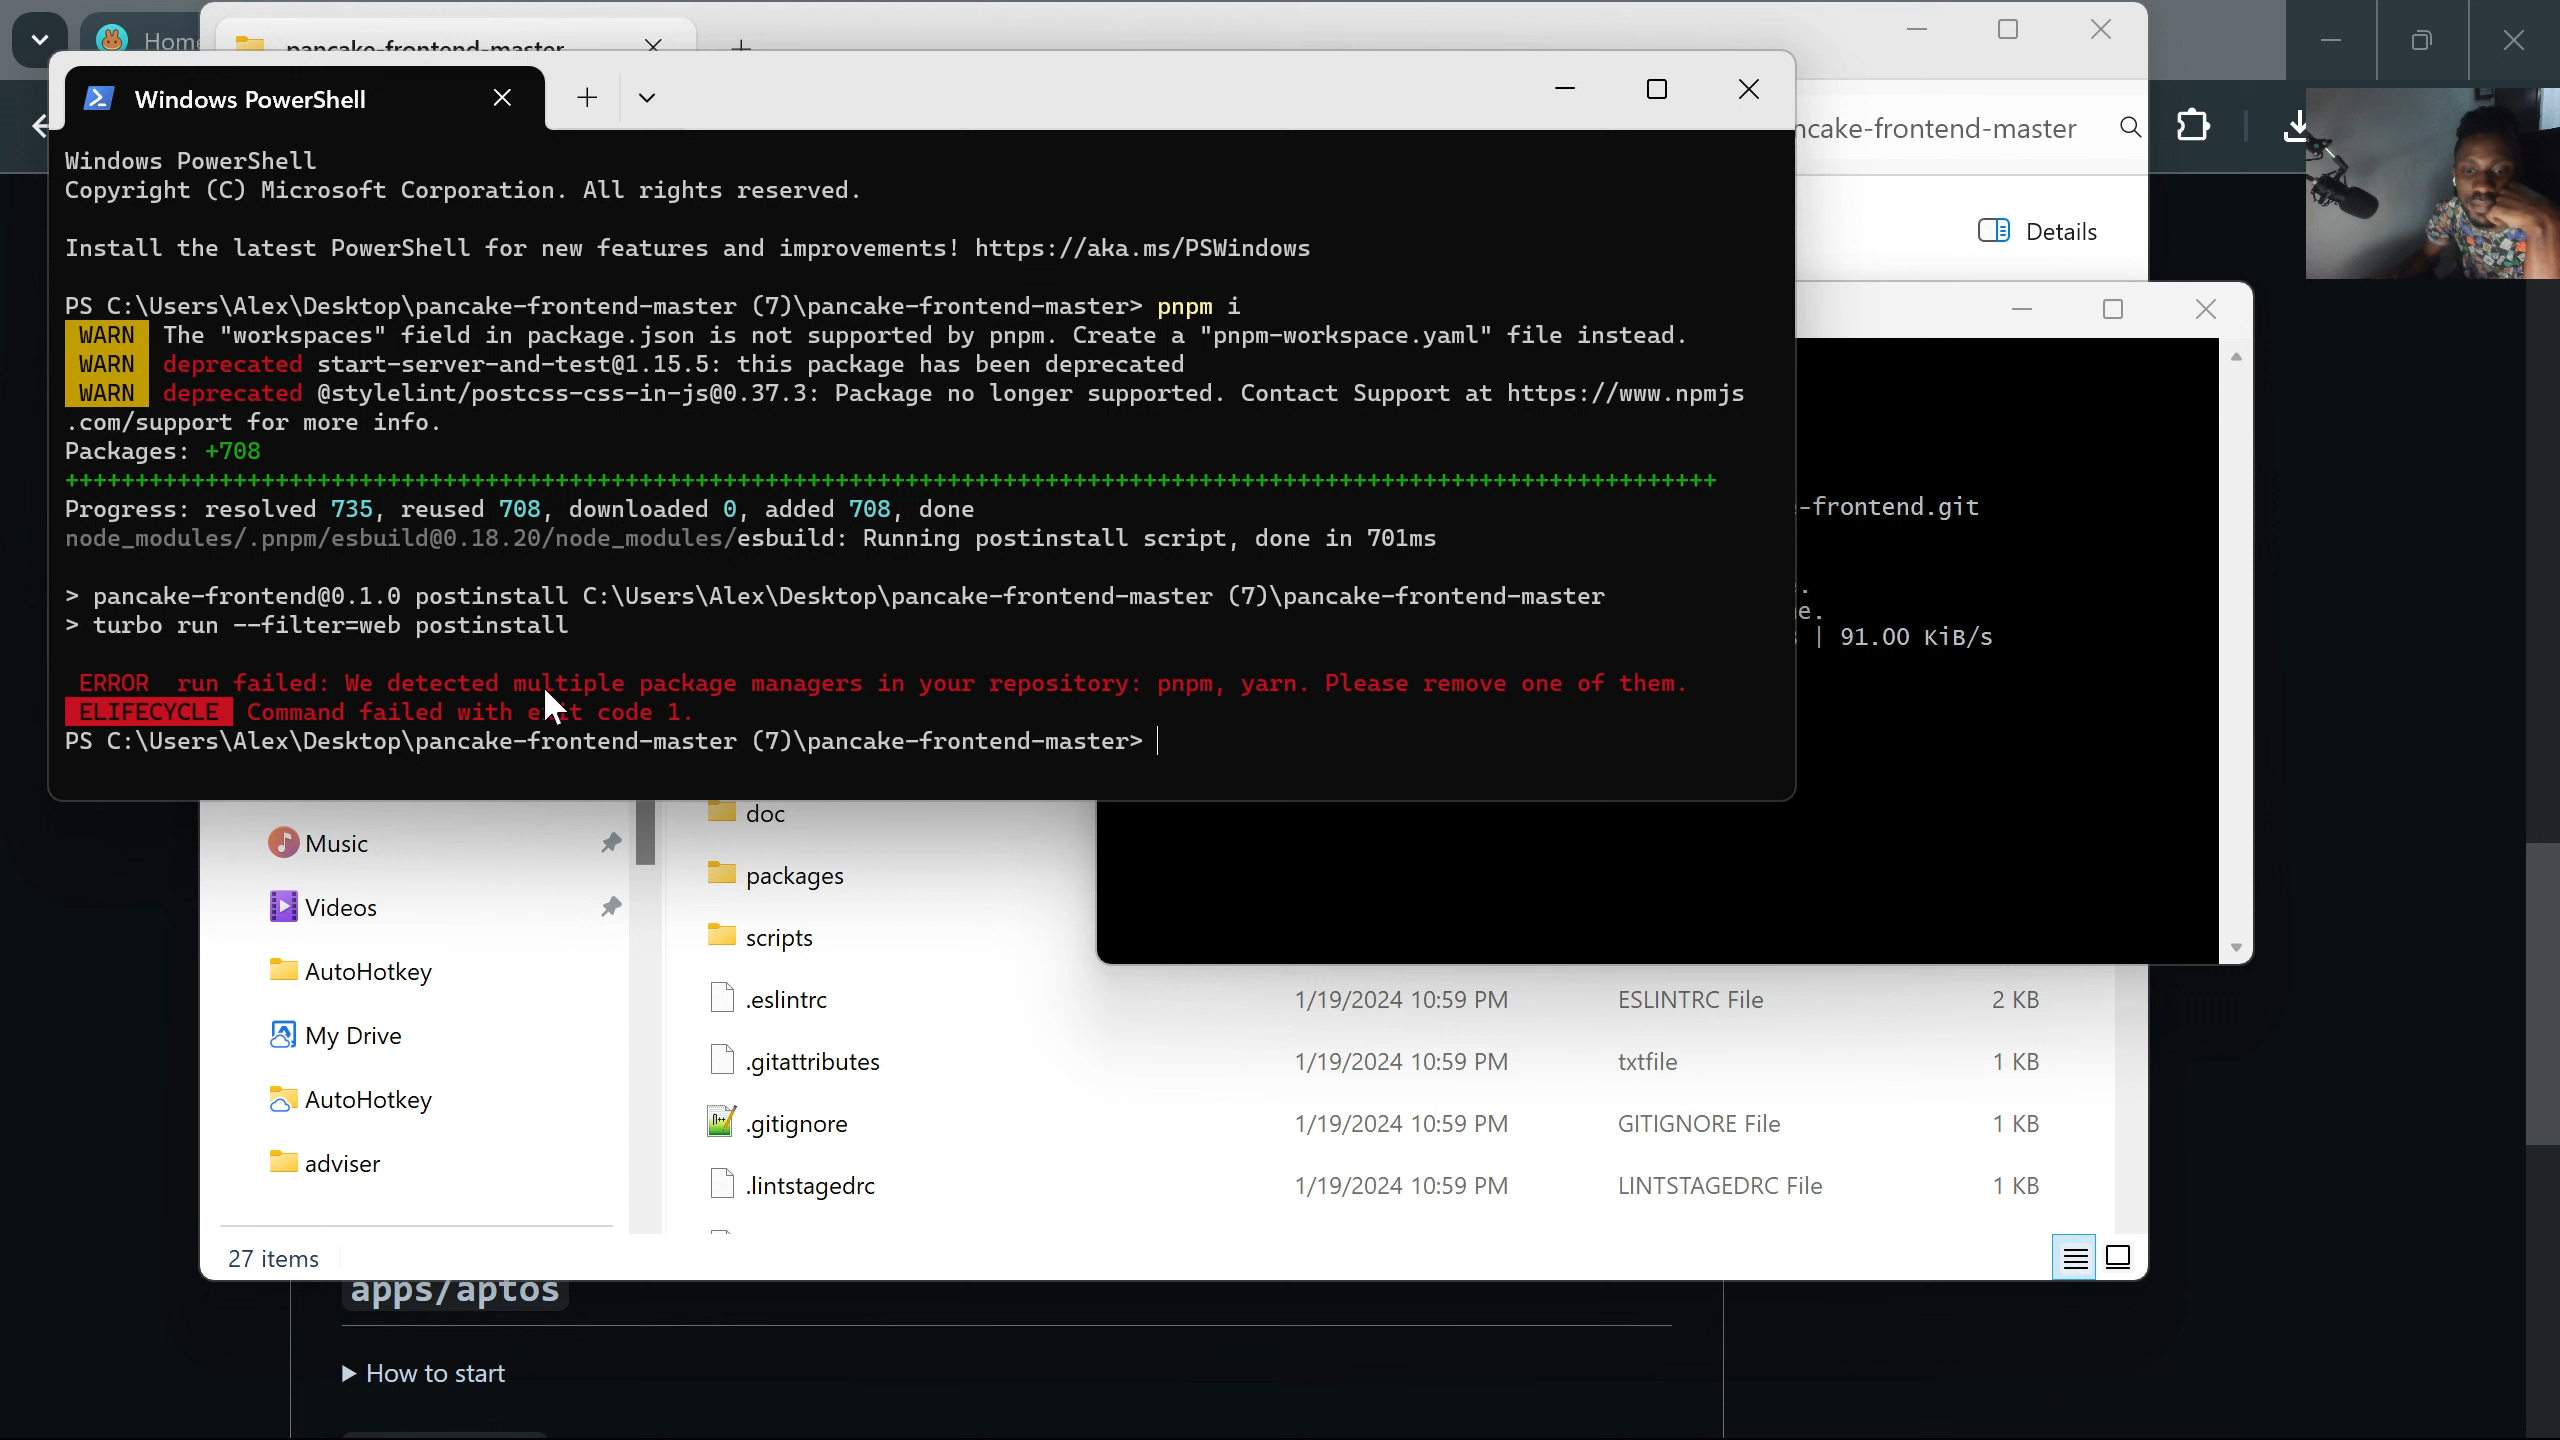 Home
pancake-frontend-master
Windows PowerShell
ncake-frontend-master
Details
Windows PowerShell
Copyright (C) Microsoft Corporation. All rights reserved.
Install the latest PowerShell for new features and improvements! https://aka.ms/PSWindows
PS C:\Users\Alex\Desktop\pancake-frontend-master (7)\pancake-frontend-master> pnpm i
WARN The "workspaces" field in package.json is not supported by pnpm. Create a "pnpm-workspace.yaml" file instead.
WARN deprecated start-server-and-test@1.15.5: this package has been deprecated
WARN deprecated @stylelint/postcss-css-in-js@0.37.3: Package no longer supported. Contact Support at https://www.npmjs
.com/support for more info.
Packages: +708
++++++++++++++++++++++++++++++++++++++++++++++++++++++++++++++++++++++++++++++++++++++++++++++++++++++++++++++++++++++
Progress: resolved 735, reused 708, downloaded 0, added 708, done
node_modules/.pnpm/esbuild@0.18.20/node_modules/esbuild: Running postinstall script, done in 701ms
> pancake-frontend@0.1.0 postinstall C:\Users\Alex\Desktop\pancake-frontend-master (7)\pancake-frontend-master
> turbo run --filter=web postinstall
ERROR run failed: We detected multiple package managers in your repository: pnpm, yarn. Please remove one of them.
ELIFECYCLE Command failed with exit code 1.
PS C:\Users\Alex\Desktop\pancake-frontend-master (7)\pancake-frontend-master>
-frontend.git
e.
| 91.00 KiB/s
doc
Music
packages
Videos
scripts
AutoHotkey
.eslintrc 1/19/2024 10:59 PM ESLINTRC File 2 KB
My Drive
.gitattributes 1/19/2024 10:59 PM txtfile 1 KB
AutoHotkey
.gitignore 1/19/2024 10:59 PM GITIGNORE File 1 KB
adviser
.lintstagedrc 1/19/2024 10:59 PM LINTSTAGEDRC File 1 KB
27 items
apps/aptos
How to start